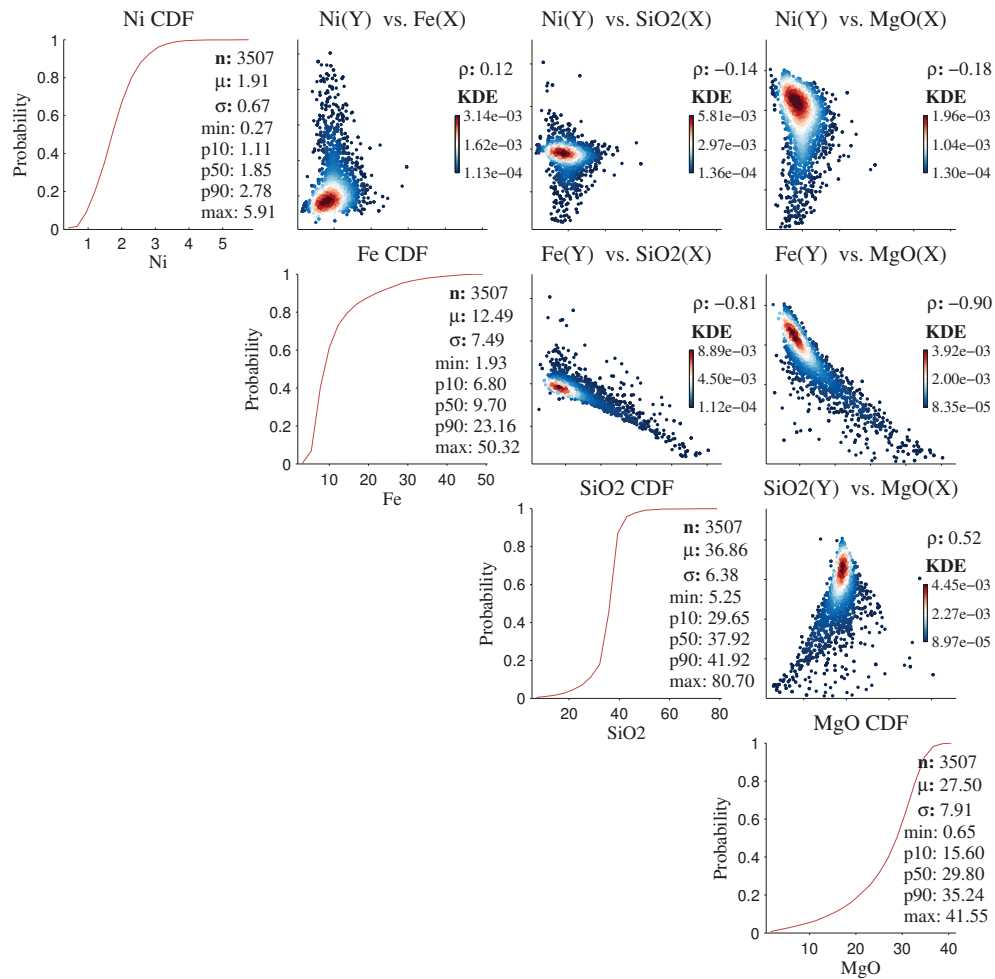 Ni CDF
Ni(Y) vs. Fe(X)
Ni(Y) vs. SiO2(X)
Ni(Y) vs. MgO(X)
Probability
1
0.8
0.6
0.4
0.2
0
1 2 3 4 5
Ni
n: 3507
μ: 1.91
σ: 0.67
min: 0.27
p10: 1.11
p50: 1.85
p90: 2.78
max: 5.91
ρ: 0.12
KDE
3.14e−03
1.62e−03
1.13e−04
ρ: −0.14
KDE
5.81e−03
2.97e−03
1.36e−04
ρ: −0.18
KDE
1.96e−03
1.04e−03
1.30e−04
Fe CDF
Fe(Y) vs. SiO2(X)
Fe(Y) vs. MgO(X)
Probability
1
0.8
0.6
0.4
0.2
0
10 20 30 40 50
Fe
n: 3507
μ: 12.49
σ: 7.49
min: 1.93
p10: 6.80
p50: 9.70
p90: 23.16
max: 50.32
ρ: −0.81
KDE
8.89e−03
4.50e−03
1.12e−04
ρ: −0.90
KDE
3.92e−03
2.00e−03
8.35e−05
SiO2 CDF
SiO2(Y) vs. MgO(X)
Probability
1
0.8
0.6
0.4
0.2
0
20 40 60 80
SiO2
n: 3507
μ: 36.86
σ: 6.38
min: 5.25
p10: 29.65
p50: 37.92
p90: 41.92
max: 80.70
ρ: 0.52
KDE
4.45e−03
2.27e−03
8.97e−05
MgO CDF
Probability
1
0.8
0.6
0.4
0.2
0
10 20 30 40
MgO
n: 3507
μ: 27.50
σ: 7.91
min: 0.65
p10: 15.60
p50: 29.80
p90: 35.24
max: 41.55